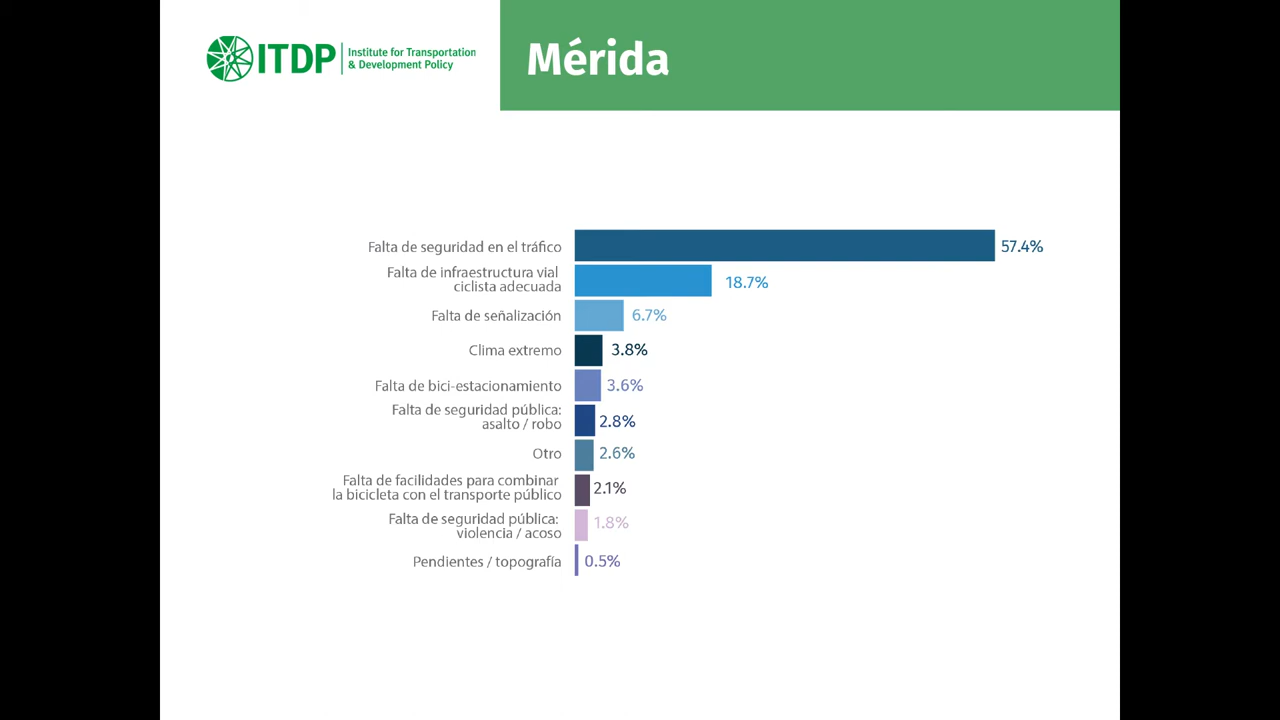 ITDP
Institute for Transportation
& Development Policy
Mérida
Falta de seguridad en el tráfico 57.4%
Falta de infraestructura vial
ciclista adecuada 18.7%
Falta de señalización 6.7%
Clima extremo 3.8%
Falta de bici-estacionamiento 3.6%
Falta de seguridad pública:
asalto / robo 2.8%
Otro 2.6%
Falta de facilidades para combinar
la bicicleta con el transporte público 2.1%
Falta de seguridad pública:
violencia / acoso 1.8%
Pendientes / topografía 0.5%